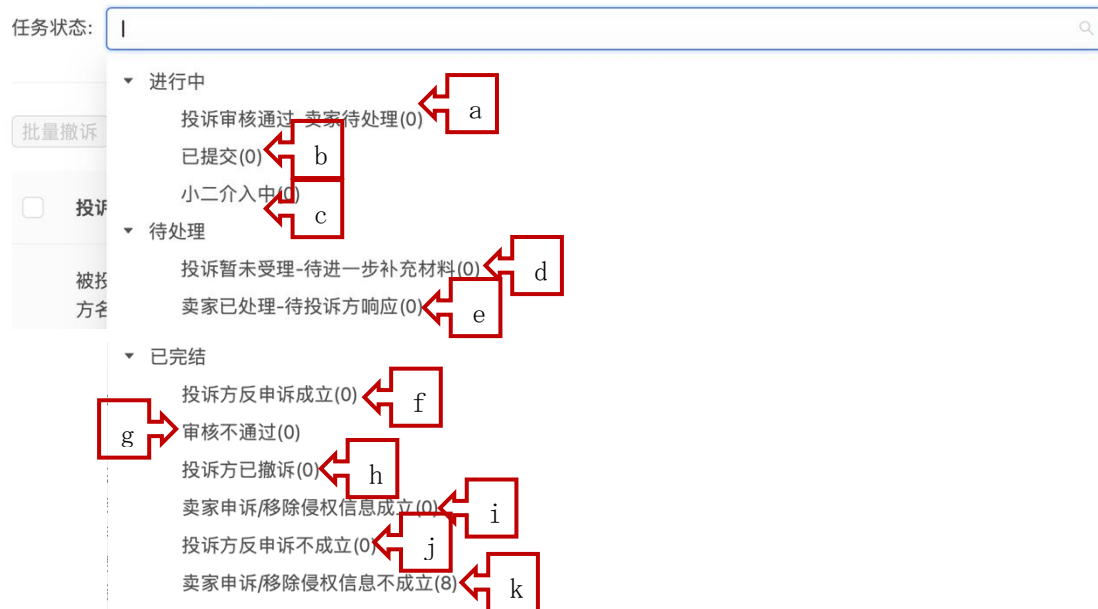 任务状态:
进行中
投诉审核通过-卖家待处理(0)
a
批量撤诉
已提交(0)
b
小二介入中(0)
c
投诉
待处理
投诉暂未受理-待进一步补充材料(0)
d
被投
方名
卖家已处理-待投诉方响应(0)
e
已完结
投诉方反申诉成立(0)
f
g
审核不通过(0)
投诉方已撤诉(0)
h
卖家申诉/移除侵权信息成立(0)
i
投诉方反申诉不成立(0)
j
卖家申诉/移除侵权信息不成立(8)
k